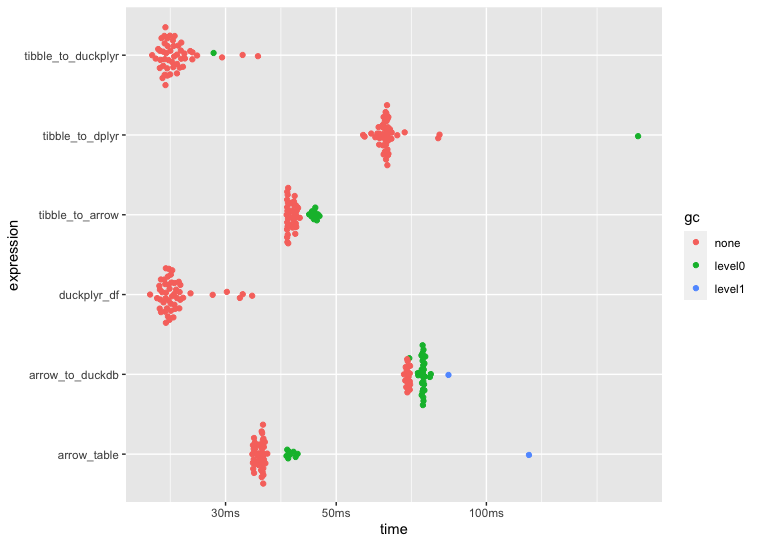 tibble_to_duckplyr
tibble_to_dplyr
tibble_to_arrow
duckplyr_df
arrow_to_duckdb
arrow_table
expression
30ms
50ms
100ms
time
gc
none
level0
level1